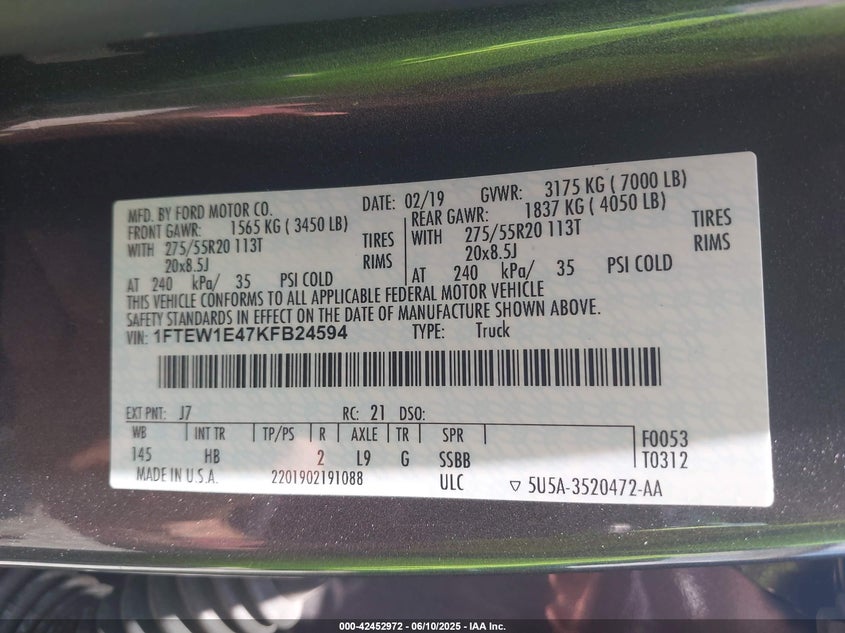 MFD. BY FORD MOTOR CO. DATE: 02/19 GVWR: 3175 KG ( 7000 LB)
FRONT GAWR: 1565 KG ( 3450 LB) REAR GAWR: 1837 KG ( 4050 LB)
WITH 275/55R20 113T TIRES WITH 275/55R20 113T TIRES
20x8.5J RIMS 20x8.5J RIMS
AT 240 kPa/ 35 PSI COLD AT 240 kPa/ 35 PSI COLD
THIS VEHICLE CONFORMS TO ALL APPLICABLE FEDERAL MOTOR VEHICLE
SAFETY STANDARDS IN EFFECT ON THE DATE OF MANUFACTURE SHOWN ABOVE.
VIN: 1FTEW1E47KFB24594 TYPE: Truck
EXT PNT: J7 RC: 21 DSO:
WB INT TR TP/PS R AXLE TR SPR F0053
145 HB 2 L9 G SSBB T0312
MADE IN U.S.A. 2201902191088 ULC ▽ 5U5A-3520472-AA
000-42452972 - 06/10/2025 - IAA Inc.